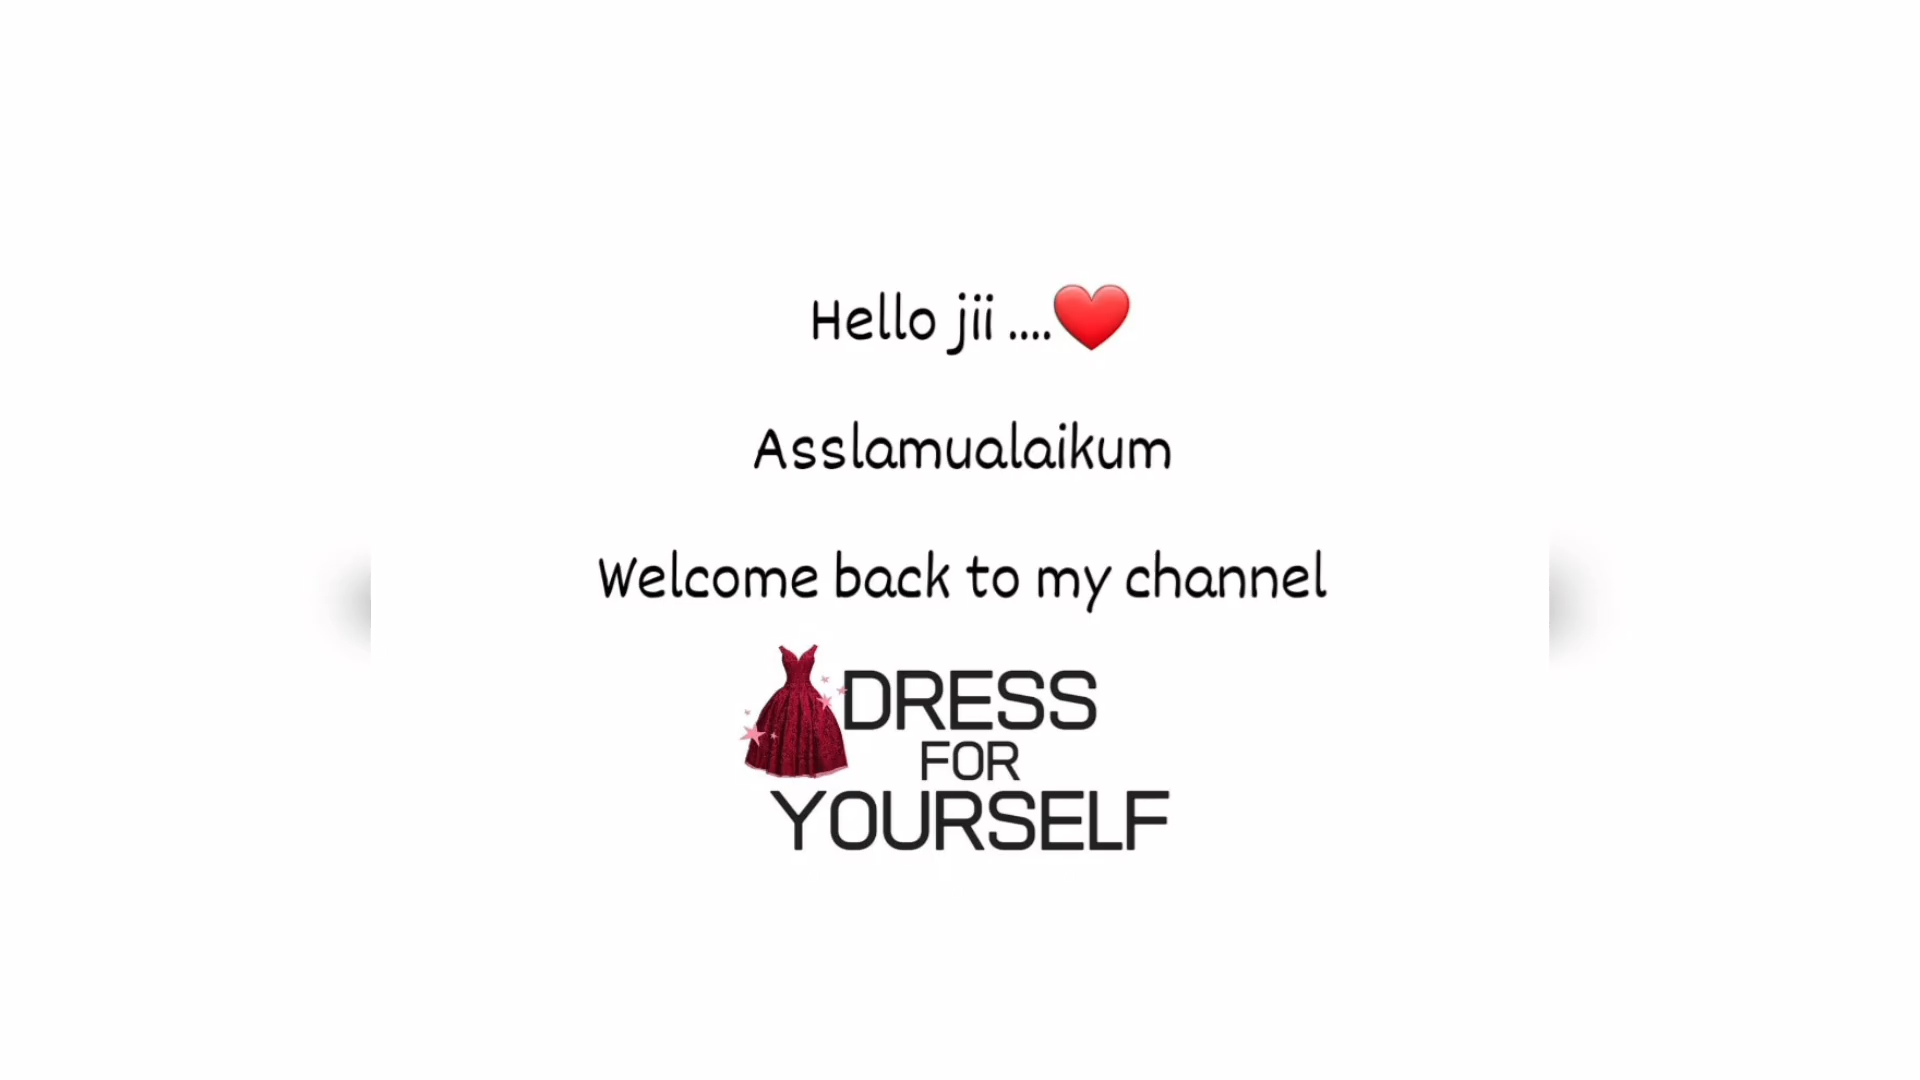 Hello jii ....❤️
Asslamualaikum
Welcome back to my channel
DRESS
FOR
YOURSELF